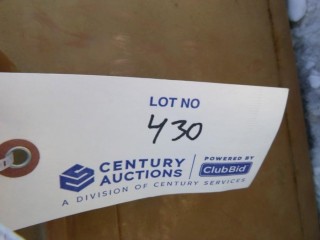 LOT NO
430
CENTURY AUCTIONS
POWERED BY
ClubBid
A DIVISION OF CENTURY SERVICES